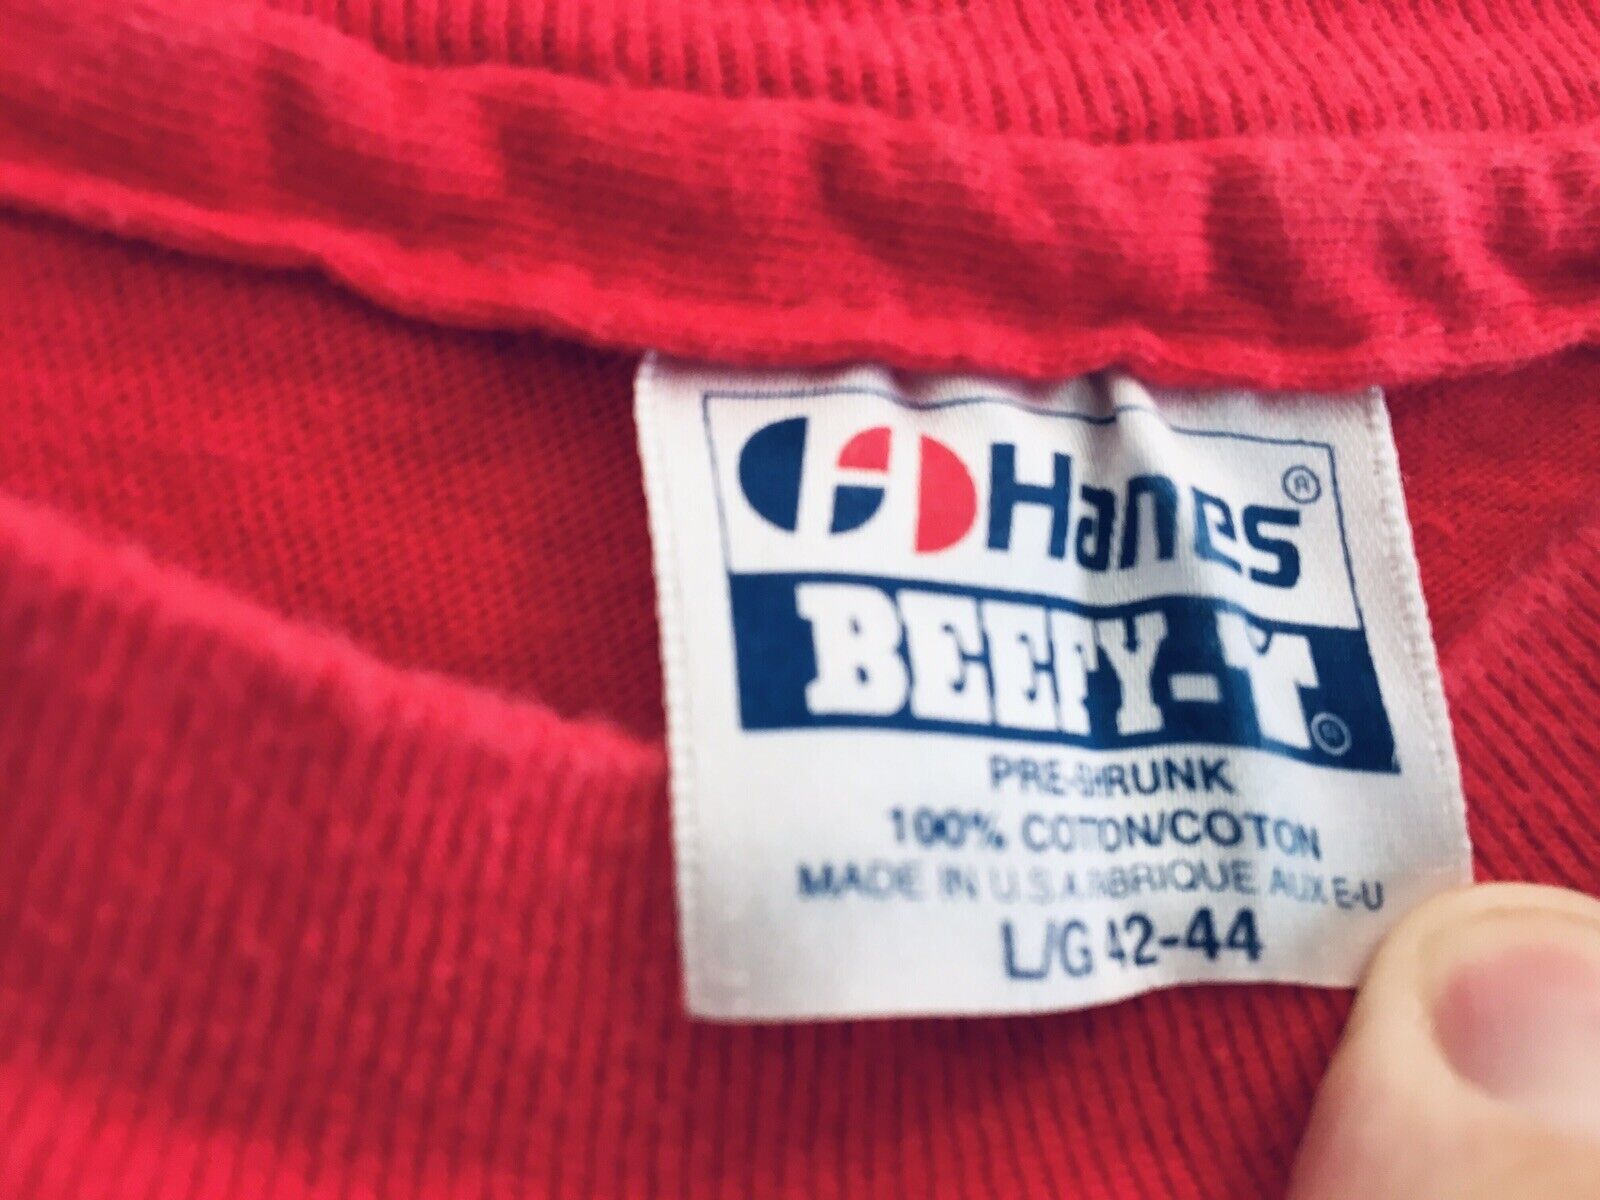 Hanes®
BEEFY-T®
PRE-SHRUNK
100% COTTON/COTON
MADE IN U.S.A./FABRIQUE AUX E-U
L/G 42-44